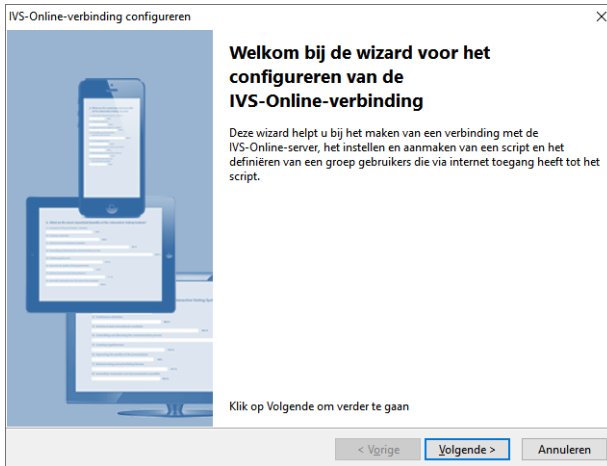 IVS-Online-verbinding configureren
Welkom bij de wizard voor het
configureren van de
IVS-Online-verbinding
Deze wizard helpt u bij het maken van een verbinding met de
IVS-Online-server, het instellen en aanmaken van een script en het
definiëren van een groep gebruikers die via internet toegang heeft tot het
script.
Klik op Volgende om verder te gaan
< Vorige
Volgende >
Annuleren